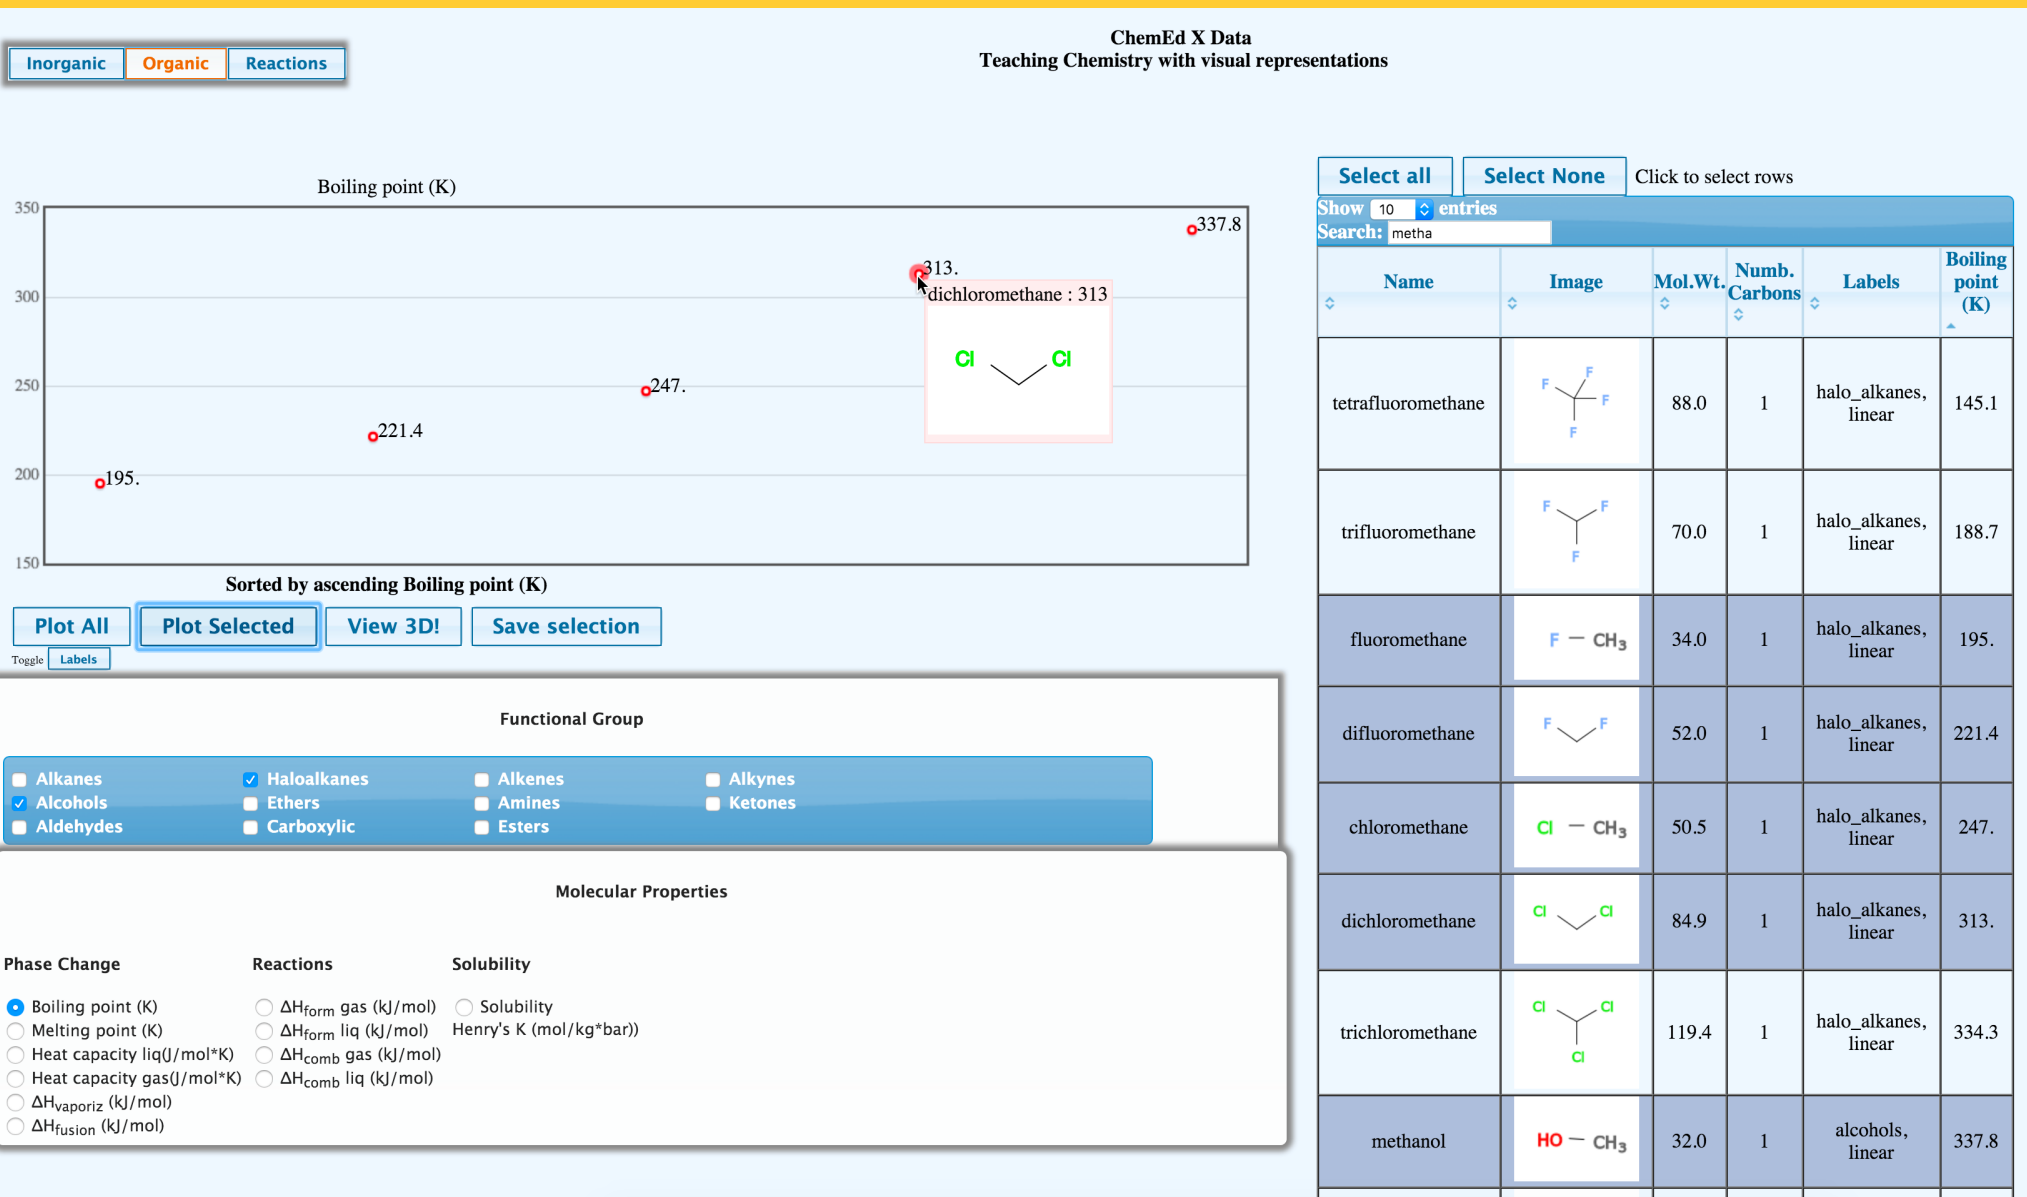 ChemEd X Data
Teaching Chemistry with visual representations
Inorganic Organic Reactions
Boiling point (K)
350
300
250
200
150
195.
221.4
247.
313.
337.8
dichloromethane : 313
Cl Cl
Sorted by ascending Boiling point (K)
Plot All Plot Selected View 3D! Save selection
Toggle Labels
Functional Group
Alkanes Haloalkanes Alkenes Alkynes
Alcohols Ethers Amines Ketones
Aldehydes Carboxylic Esters
Molecular Properties
Phase Change Reactions Solubility
Boiling point (K) ΔHform gas (kJ/mol) Solubility
Melting point (K) ΔHform liq (kJ/mol) Henry's K (mol/kg*bar))
Heat capacity liq(J/mol*K) ΔHcomb gas (kJ/mol)
Heat capacity gas(J/mol*K) ΔHcomb liq (kJ/mol)
ΔHvaporiz (kJ/mol)
ΔHfusion (kJ/mol)
Select all Select None Click to select rows
Show 10 entries
Search: metha
Name Image Mol.Wt. Numb. Carbons Labels Boiling point (K)
tetrafluoromethane F F F F 88.0 1 halo_alkanes, linear 145.1
trifluoromethane F F F 70.0 1 halo_alkanes, linear 188.7
fluoromethane F CH3 34.0 1 halo_alkanes, linear 195.
difluoromethane F F 52.0 1 halo_alkanes, linear 221.4
chloromethane Cl CH3 50.5 1 halo_alkanes, linear 247.
dichloromethane Cl Cl 84.9 1 halo_alkanes, linear 313.
trichloromethane Cl Cl Cl 119.4 1 halo_alkanes, linear 334.3
methanol HO CH3 32.0 1 alcohols, linear 337.8